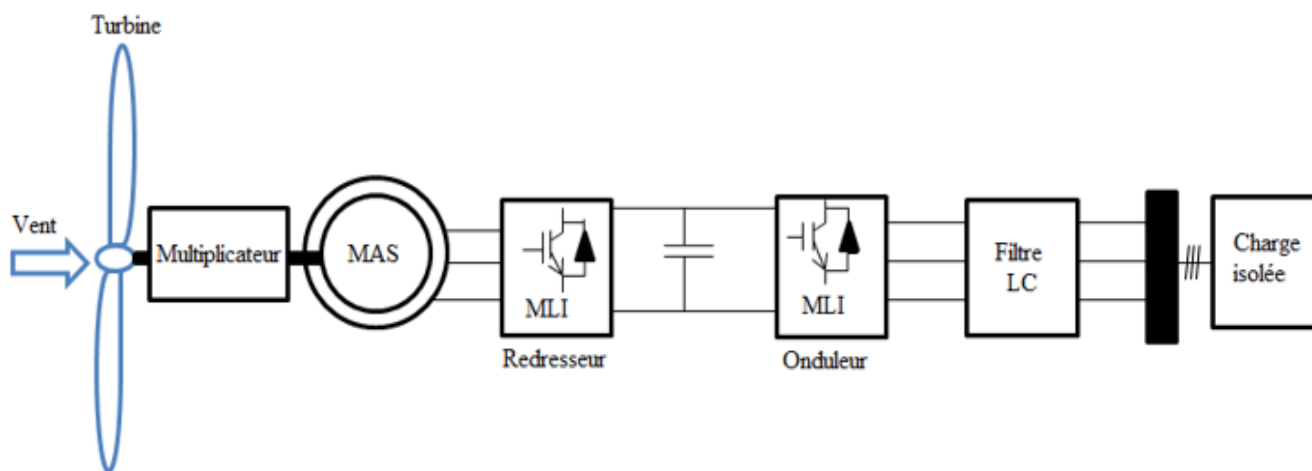 Turbine
Vent
Multiplicateur
MAS
MLI
Redresseur
MLI
Onduleur
Filtre
LC
Charge
isolée